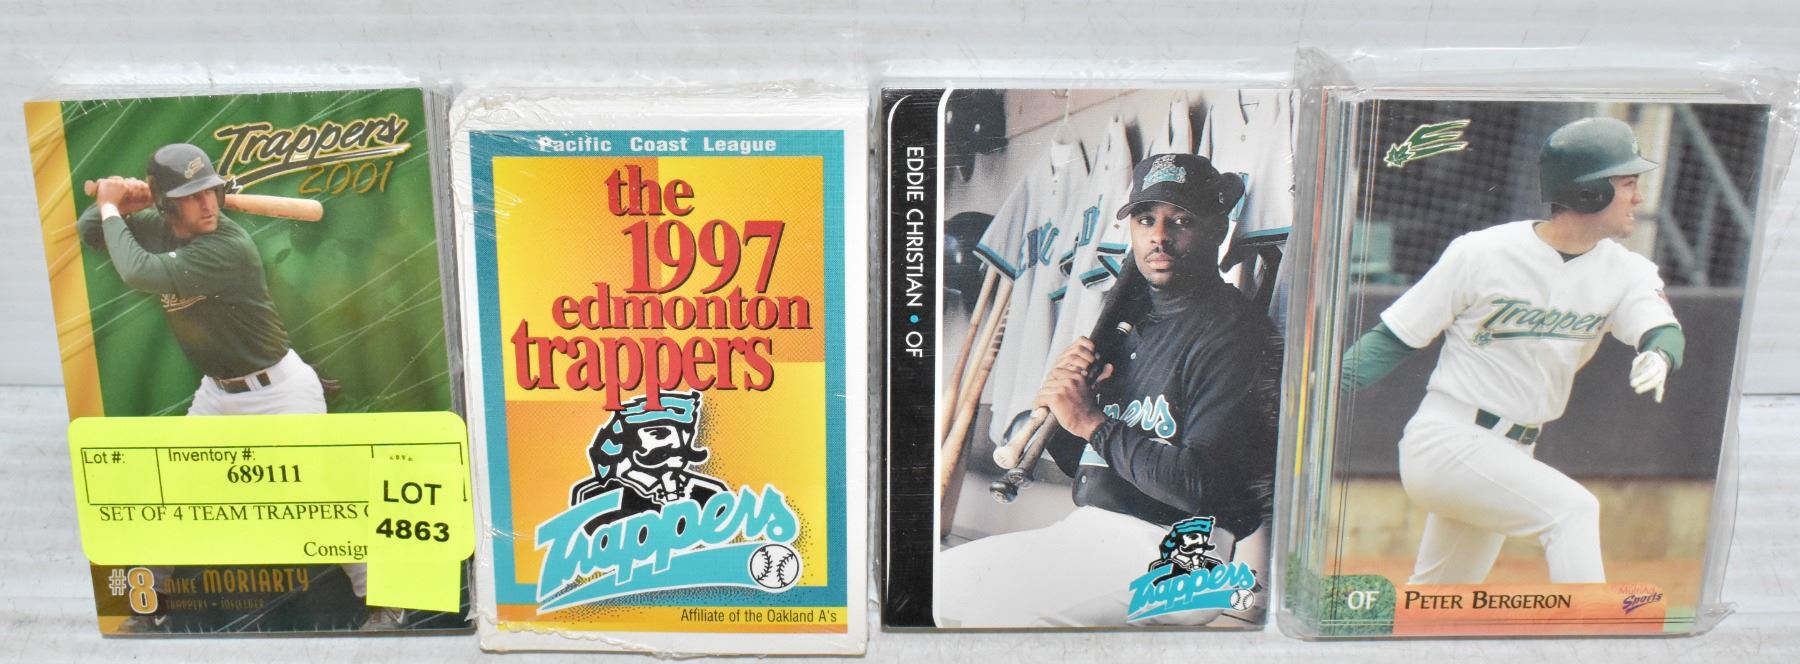 Trappers
2001
Lot #:
Inventory #:
689111
SET OF 4 TEAM TRAPPERS
Consign
LOT
4863
#8 MIKE MORIARTY
TRAPPERS - INFIELDER
Pacific Coast League
the
1997
edmonton
trappers
Trappers
Affiliate of the Oakland A's
EDDIE CHRISTIAN • OF
Trappers
Trappers
OF
PETER BERGERON
MultiAd
Sports